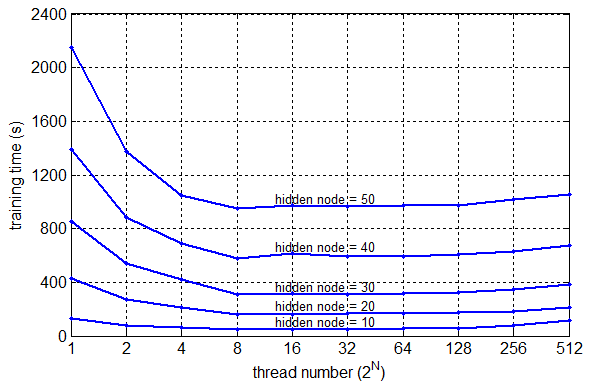 2400
2000
1600
1200
800
400
0
training time (s)
hidden node = 50
hidden node = 40
hidden node = 30
hidden node = 20
hidden node = 10
1 2 4 8 16 32 64 128 256 512
thread number (2^N)